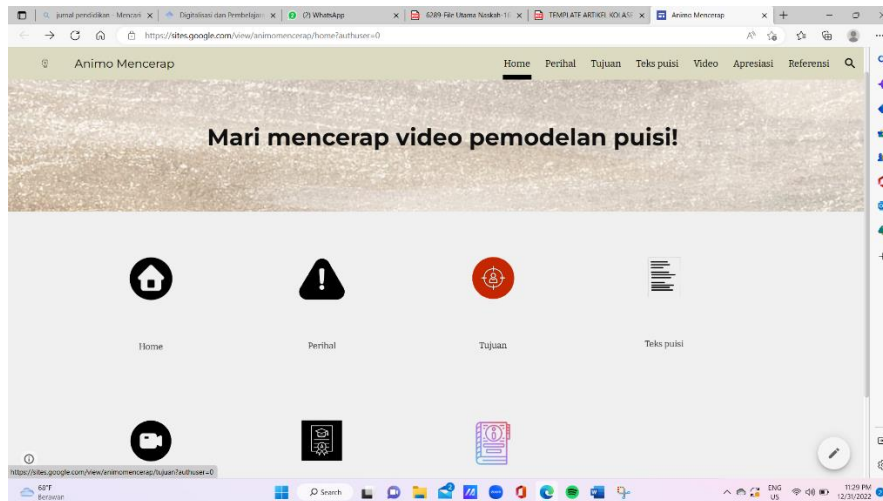 jurnal pendidikan - Mencari
Digitalisasi dan Pembelajar
(2) WhatsApp
6289-File Utama Naskah-1
TEMPLATE ARTIKEL KOLASE
Animo Mencerap
https://sites.google.com/view/animomencerap/home?authuser=0
Animo Mencerap
Home Perihal Tujuan Teks puisi Video Apresiasi Referensi
Mari mencerap video pemodelan puisi!
Home
Perihal
Tujuan
Teks puisi
https://sites.google.com/view/animomencerap/tujuan?authuser=0
68°F
Berawan
Search
ENG
US
11:29 PM
12/31/2022